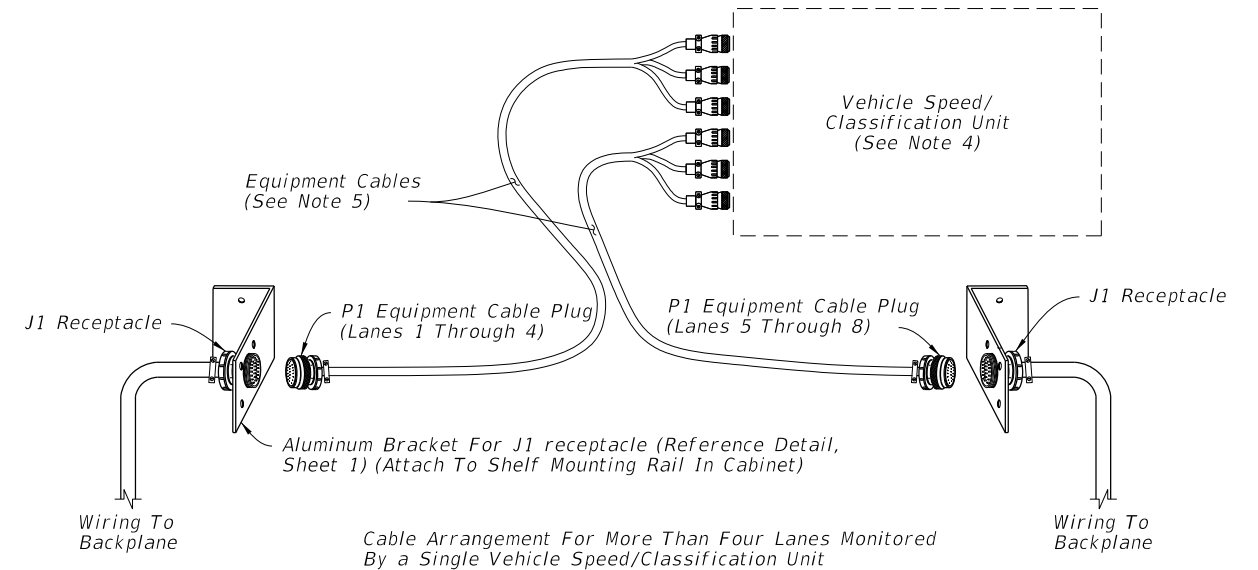 Vehicle Speed/
Classification Unit
(See Note 4)
Equipment Cables
(See Note 5)
J1 Receptacle
P1 Equipment Cable Plug
(Lanes 1 Through 4)
P1 Equipment Cable Plug
(Lanes 5 Through 8)
J1 Receptacle
Aluminum Bracket For J1 receptacle (Reference Detail,
Sheet 1) (Attach To Shelf Mounting Rail In Cabinet)
Wiring To
Backplane
Wiring To
Backplane
Cable Arrangement For More Than Four Lanes Monitored
By a Single Vehicle Speed/Classification Unit